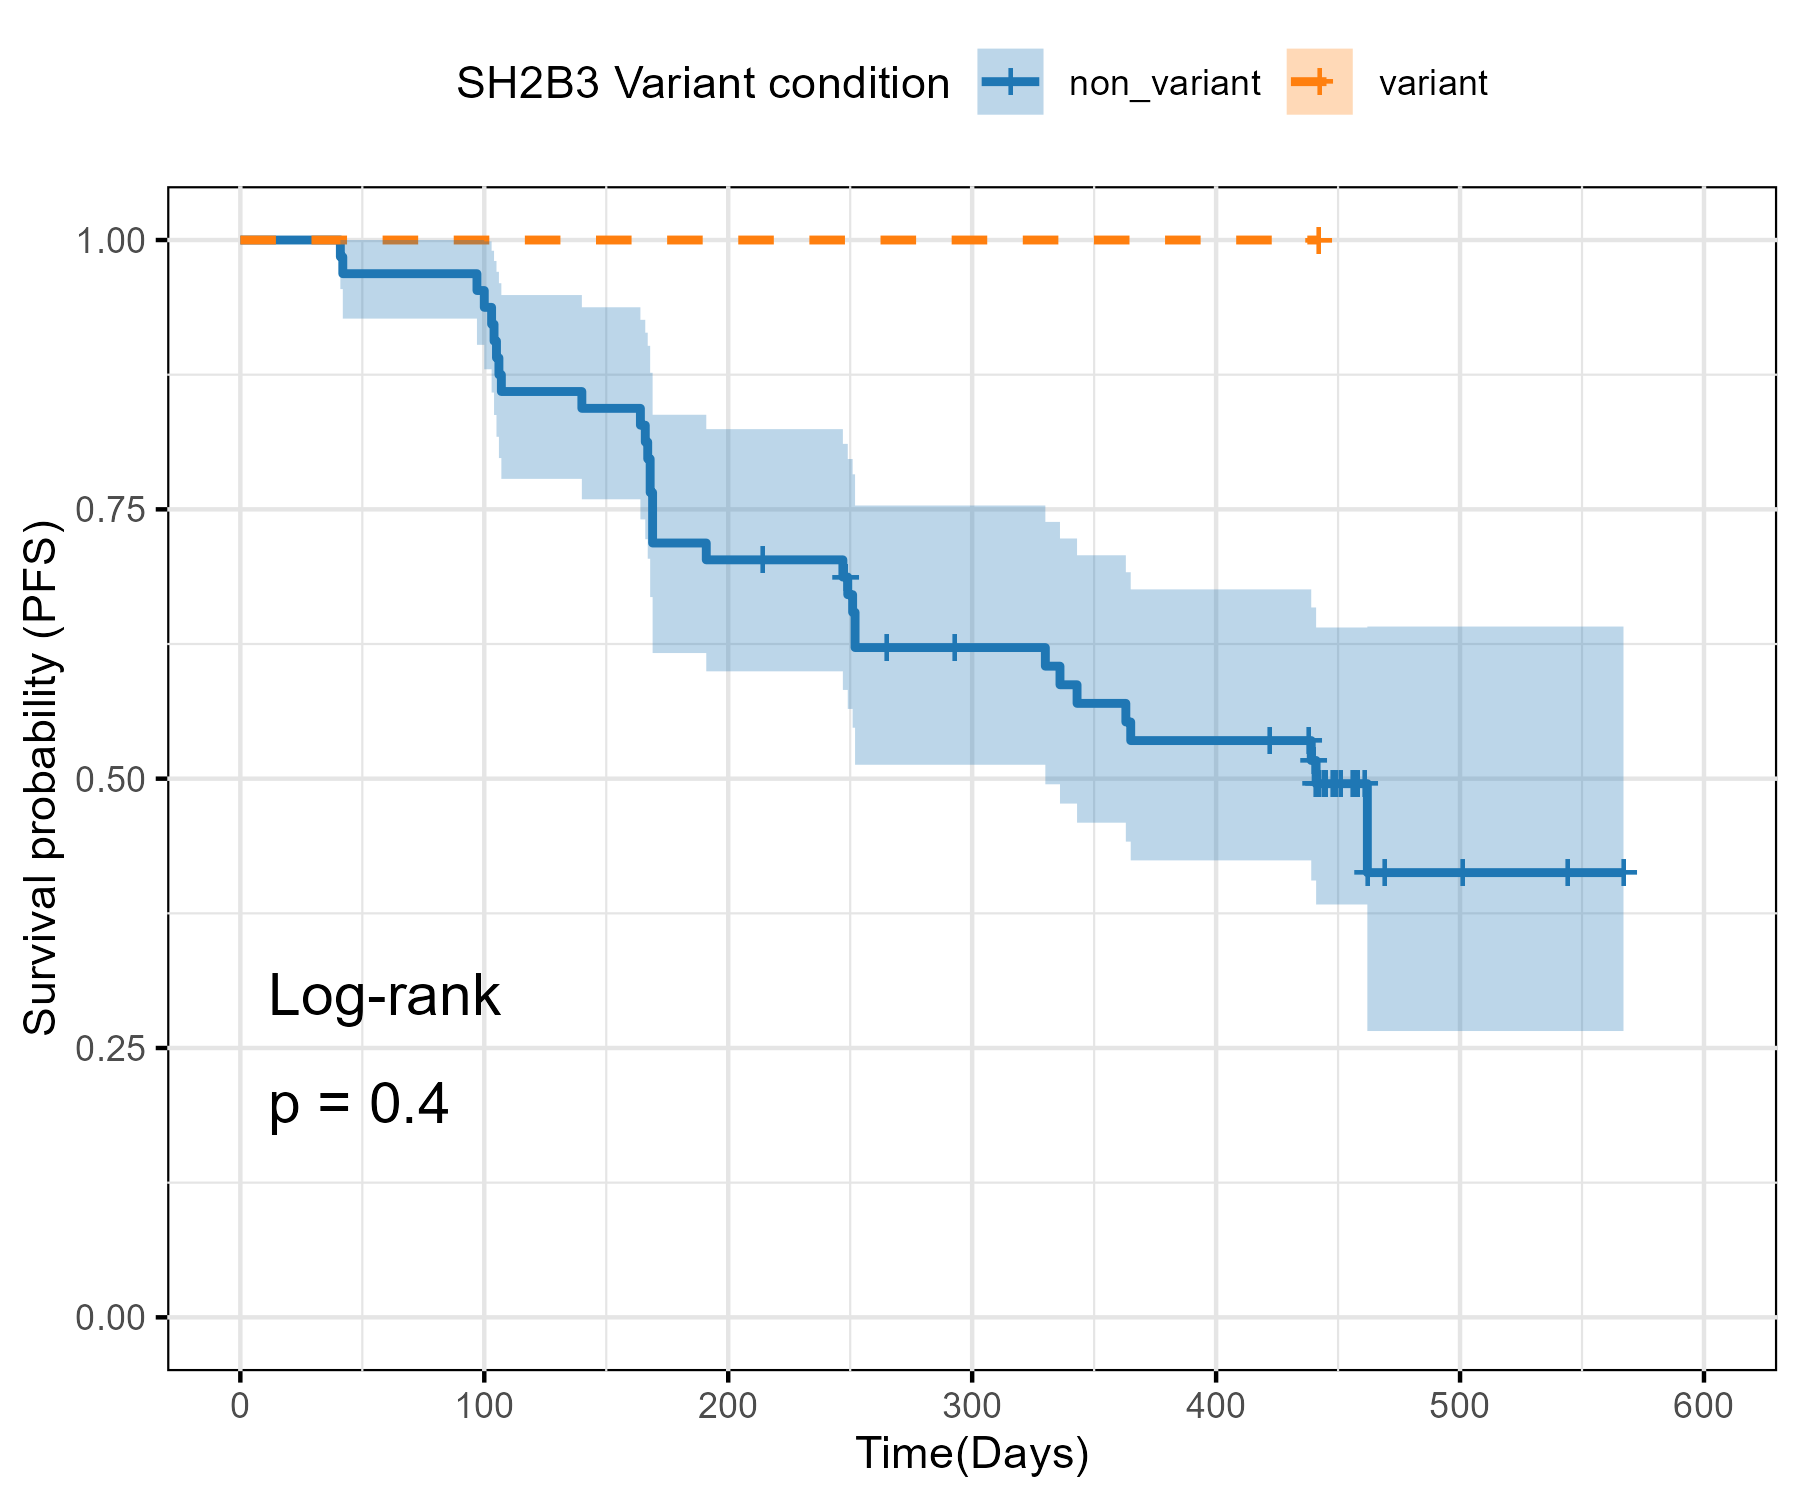 SH2B3 Variant condition non_variant variant
1.00
0.75
0.50
0.25
0.00
Survival probability (PFS)
Log-rank
p = 0.4
0 100 200 300 400 500 600
Time(Days)